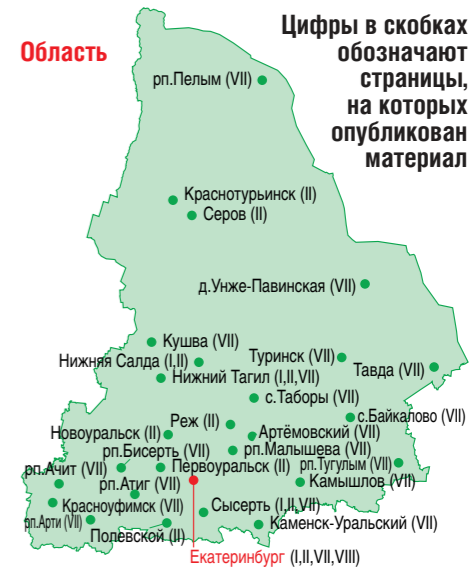 Область
Цифры в скобках
обозначают
страницы,
на которых
опубликован
материал
рп.Пелым (VII)
Краснотурьинск (II)
Серов (II)
д.Унже-Павинская (VII)
Кушва (VII)
Нижняя Салда (I,II)
Туринск (VII)
Тавда (VII)
Нижний Тагил (I,II,VII)
с.Таборы (VII)
Реж (II)
с.Байкалово (VII)
Новоуральск (II)
Артёмовский (VII)
рп.Бисерть (VII)
рп.Малышева (VII)
рп.Ачит (VII)
Первоуральск (II)
рп.Тугулым (VII)
рп.Атиг (VII)
Камышлов (VII)
Красноуфимск (VII)
Сысерть (I,II,VII)
рп.Арти (VII)
Каменск-Уральский (VII)
Полевской (II)
Екатеринбург (I,II,VII,VIII)